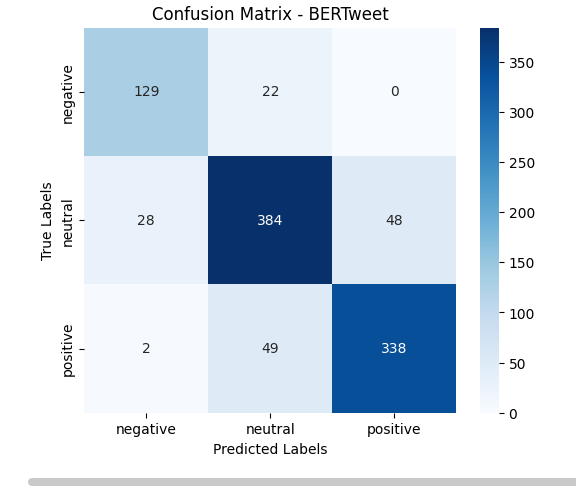 Confusion Matrix - BERTweet
True Labels
negative
neutral
positive
129 22 0
28 384 48
2 49 338
negative neutral positive
Predicted Labels
350
300
250
200
150
100
50
0